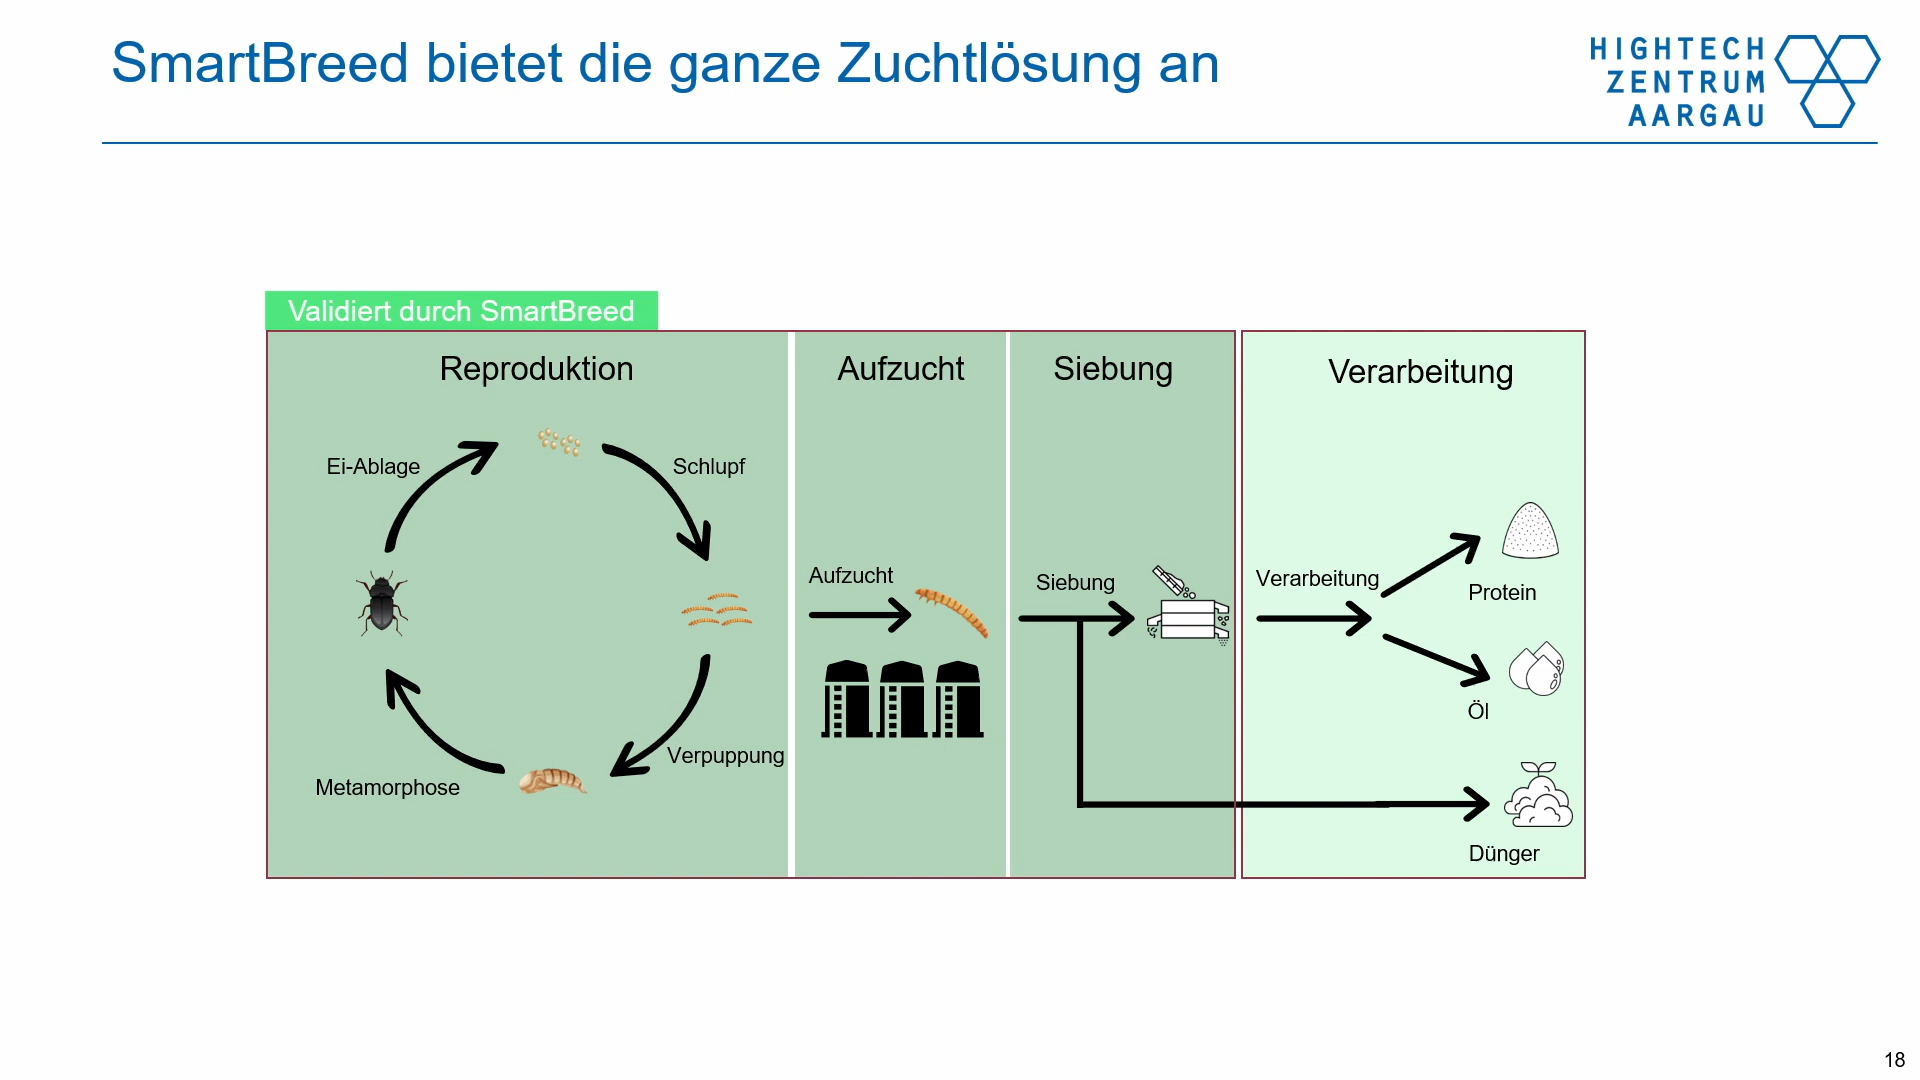 SmartBreed bietet die ganze Zuchtlösung an
HIGHTECH
ZENTRUM
AARGAU
Validiert durch SmartBreed
Reproduktion
Aufzucht
Siebung
Verarbeitung
Ei-Ablage
Schlupf
Aufzucht
Siebung
Verarbeitung
Protein
Öl
Verpuppung
Metamorphose
Dünger
18